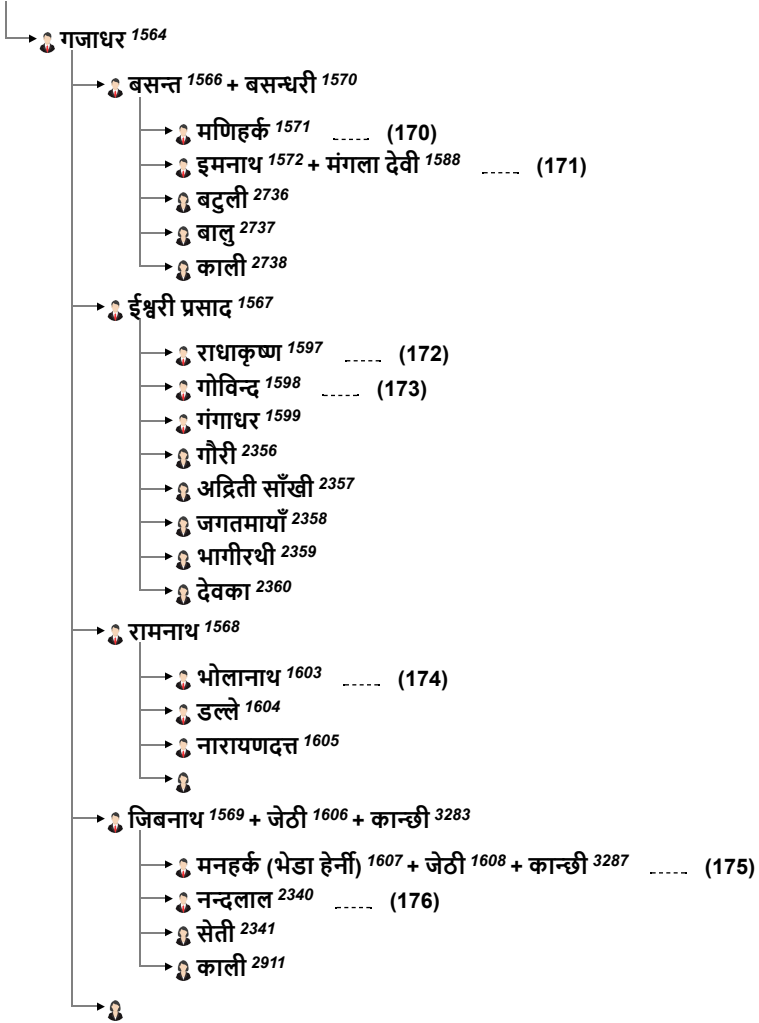 गजाधर 1564
बसन्त 1566 + बसन्धरी 1570
मणिहर्क 1571 ..... (170)
इमनाथ 1572 + मंगला देवी 1588 ...... (171)
बटुली 2736
बालु 2737
काली 2738
ईश्वरी प्रसाद 1567
राधाकृष्ण 1597 ...... (172)
गोविन्द 1598 ...... (173)
गंगाधर 1599
गौरी 2356
अद्रिती साँखी 2357
जगतमायाँ 2358
भागीरथी 2359
देवका 2360
रामनाथ 1568
भोलानाथ 1603 ...... (174)
डल्ले 1604
नारायणदत्त 1605
जिबनाथ 1569 + जेठी 1606 + कान्छी 3283
मनहर्क (भेडा हेर्नी) 1607 + जेठी 1608 + कान्छी 3287 ...... (175)
नन्दलाल 2340 ...... (176)
सेती 2341
काली 2911